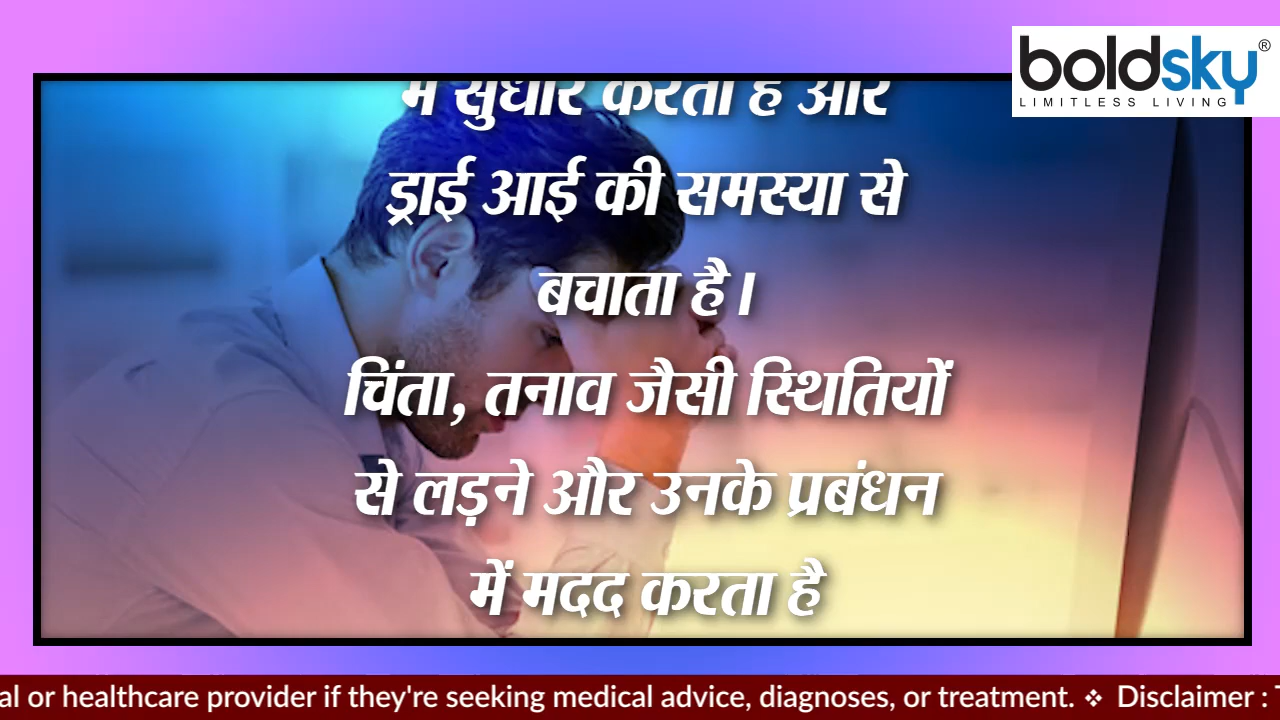 boldsky®
LIMITLESS LIVING
में सुधार करता है और
ड्राई आई की समस्या से
बचाता है।
चिंता, तनाव जैसी स्थितियों
से लड़ने और उनके प्रबंधन
में मदद करता है
al or healthcare provider if they're seeking medical advice, diagnoses, or treatment. ❖ Disclaimer :